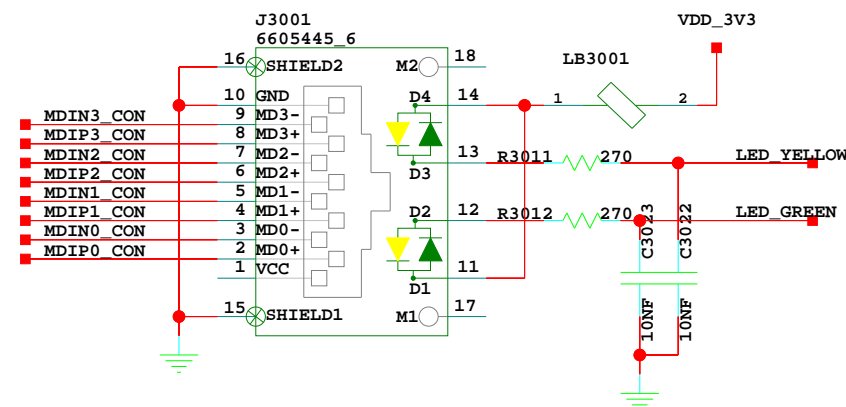 J3001
6605445_6
VDD_3V3
LB3001
16 SHIELD2 M2 18
10 GND D4 14 1 2
MDIN3_CON 9 MD3-
MDIP3_CON 8 MD3+
MDIN2_CON 7 MD2- 13 R3011 270 LED_YELLOW
MDIP2_CON 6 MD2+ D3
MDIN1_CON 5 MD1-
MDIP1_CON 4 MD1+ D2 12 R3012 270 LED_GREEN
MDIN0_CON 3 MD0-
MDIP0_CON 2 MD0+
1 VCC 11
D1
C3023
C3022
15 SHIELD1 M1 17
10NF
10NF